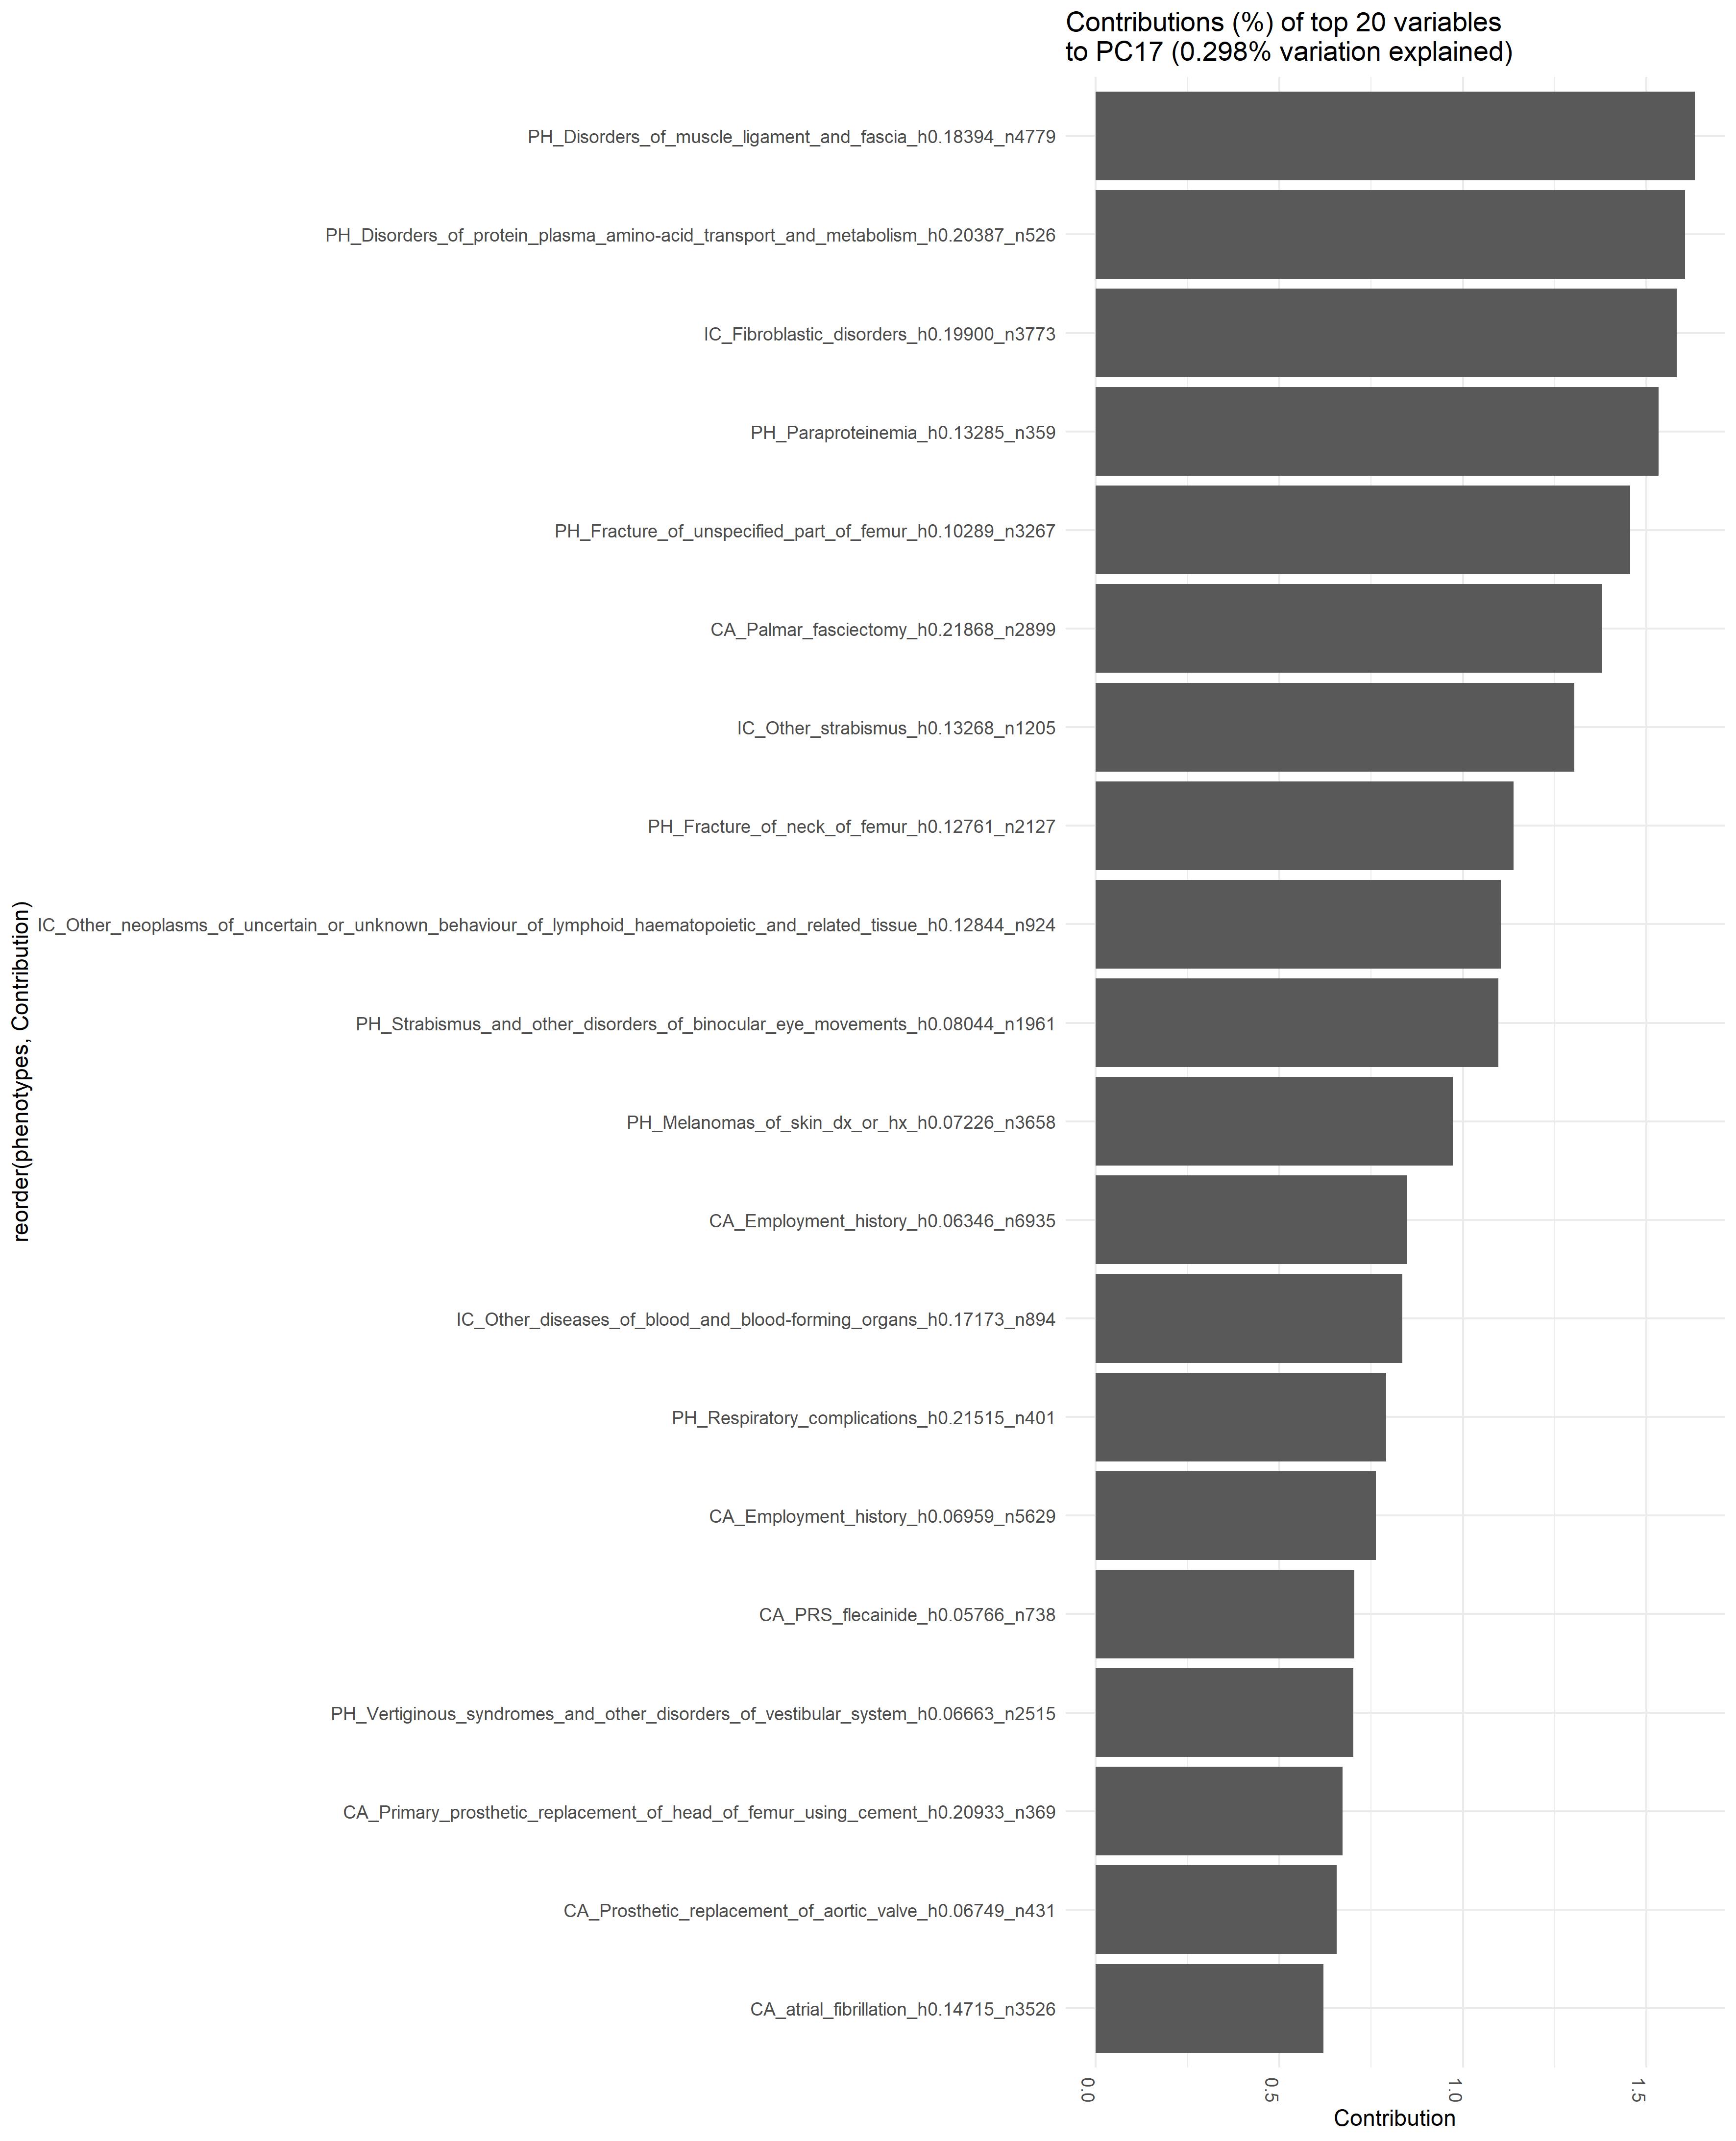 Contributions (%) of top 20 variables
to PC17 (0.298% variation explained)
PH_Disorders_of_muscle_ligament_and_fascia_h0.18394_n4779
PH_Disorders_of_protein_plasma_amino-acid_transport_and_metabolism_h0.20387_n526
IC_Fibroblastic_disorders_h0.19900_n3773
PH_Paraproteinemia_h0.13285_n359
PH_Fracture_of_unspecified_part_of_femur_h0.10289_n3267
CA_Palmar_fasciectomy_h0.21868_n2899
IC_Other_strabismus_h0.13268_n1205
PH_Fracture_of_neck_of_femur_h0.12761_n2127
IC_Other_neoplasms_of_uncertain_or_unknown_behaviour_of_lymphoid_haematopoietic_and_related_tissue_h0.12844_n924
PH_Strabismus_and_other_disorders_of_binocular_eye_movements_h0.08044_n1961
PH_Melanomas_of_skin_dx_or_hx_h0.07226_n3658
CA_Employment_history_h0.06346_n6935
IC_Other_diseases_of_blood_and_blood-forming_organs_h0.17173_n894
PH_Respiratory_complications_h0.21515_n401
CA_Employment_history_h0.06959_n5629
CA_PRS_flecainide_h0.05766_n738
PH_Vertiginous_syndromes_and_other_disorders_of_vestibular_system_h0.06663_n2515
CA_Primary_prosthetic_replacement_of_head_of_femur_using_cement_h0.20933_n369
CA_Prosthetic_replacement_of_aortic_valve_h0.06749_n431
CA_atrial_fibrillation_h0.14715_n3526
reorder(phenotypes, Contribution)
0.0
0.5
1.0
1.5
Contribution